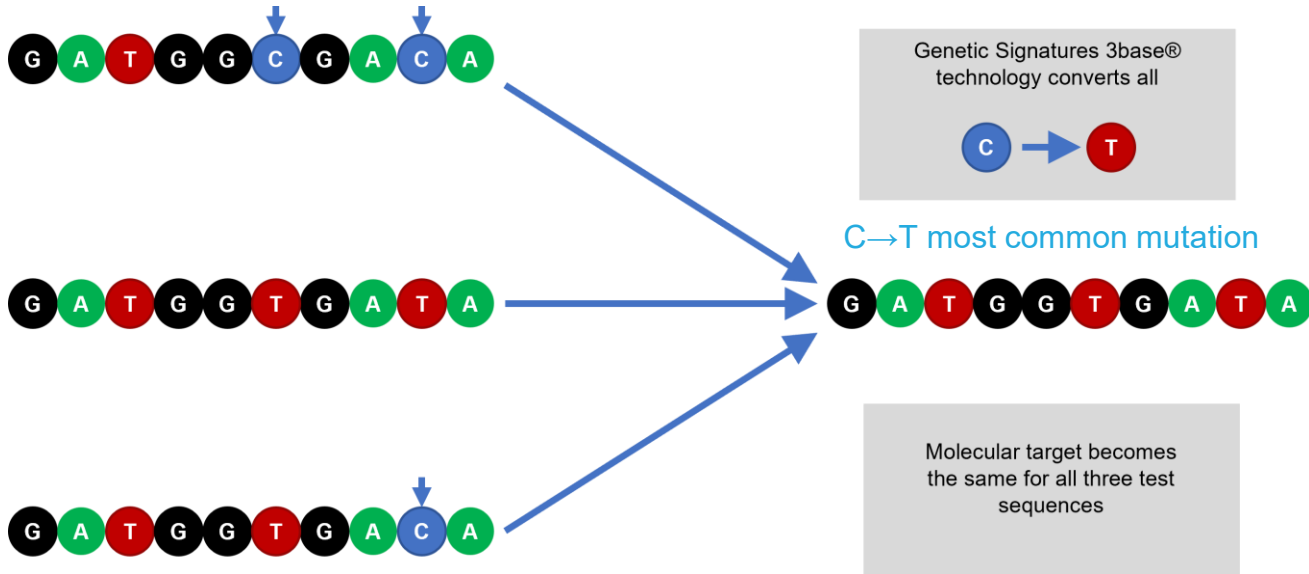 G A T G G C G A C A
Genetic Signatures 3base®
technology converts all
C T
C→T most common mutation
G A T G G T G A T A
G A T G G T G A T A
Molecular target becomes
the same for all three test
sequences
G A T G G T G A C A